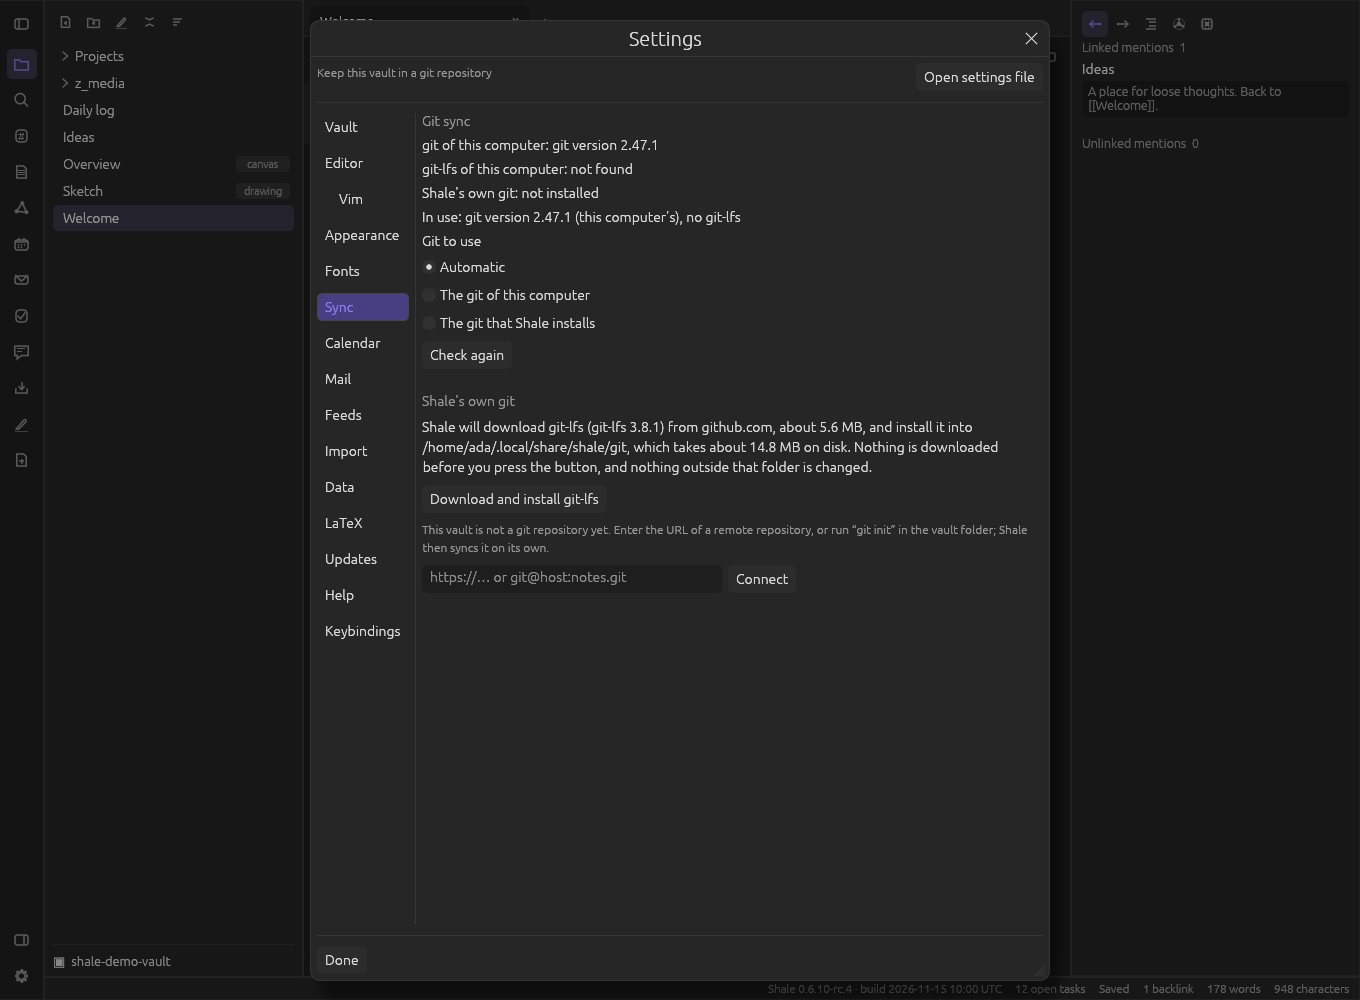 Settings
Keep this vault in a git repository
Open settings file
Projects
z_media
Daily log
Ideas
Overview
canvas
Sketch
drawing
Welcome
shale-demo-vault
Vault
Editor
Vim
Appearance
Fonts
Sync
Calendar
Mail
Feeds
Import
Data
LaTeX
Updates
Help
Keybindings
Git sync
git of this computer: git version 2.47.1
git-lfs of this computer: not found
Shale's own git: not installed
In use: git version 2.47.1 (this computer's), no git-lfs
Git to use
Automatic
The git of this computer
The git that Shale installs
Check again
Shale's own git
Shale will download git-lfs (git-lfs 3.8.1) from github.com, about 5.6 MB, and install it into
/home/ada/.local/share/shale/git, which takes about 14.8 MB on disk. Nothing is downloaded
before you press the button, and nothing outside that folder is changed.
Download and install git-lfs
This vault is not a git repository yet. Enter the URL of a remote repository, or run “git init” in the vault folder; Shale
then syncs it on its own.
https://… or git@host:notes.git
Connect
Done
Linked mentions 1
Ideas
A place for loose thoughts. Back to
[[Welcome]].
Unlinked mentions 0
Shale 0.6.10-rc.4 · build 2026-11-15 10:00 UTC
12 open tasks
Saved
1 backlink
178 words
948 characters